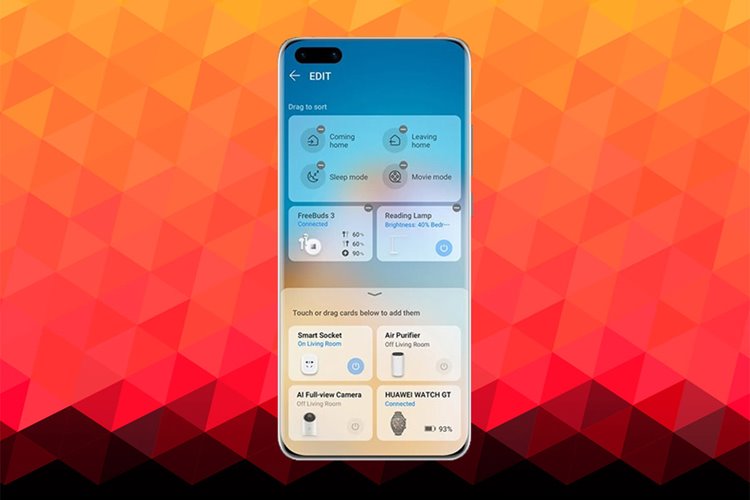 EDIT
Drag to sort
Coming
home
Leaving
home
Sleep mode
Movie mode
FreeBuds 3
Connected
60%
60%
90%
Reading Lamp
Brightness: 40% Bedr···
Touch or drag cards below to add them
Smart Socket
On Living Room
Air Purifier
Off Living Room
AI Full-view Camera
Off Living Room
HUAWEI WATCH GT
Connected
93%